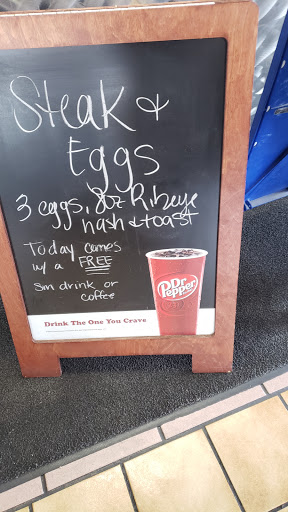 Steak &
Eggs
3 eggs, 8oz Ribeye
hash & toast
Today comes
w/ a FREE
Sm drink or
coffee
Dr Pepper
Drink The One You Crave